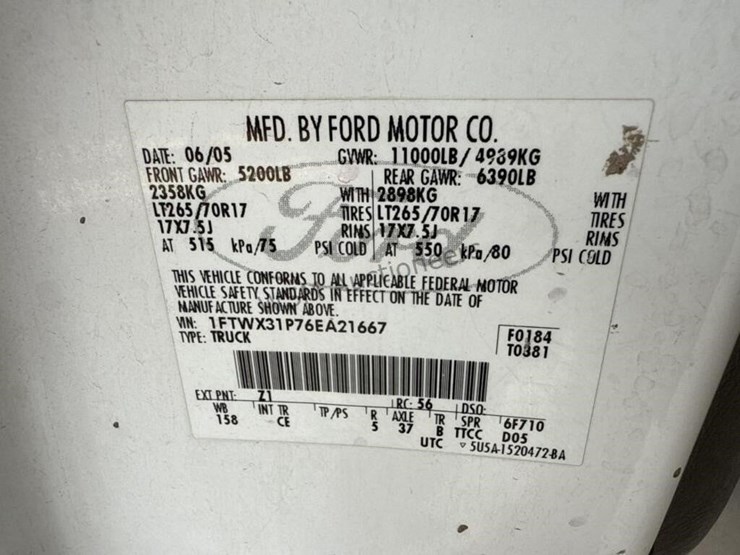 MFD. BY FORD MOTOR CO.
DATE: 06/05 GVWR: 11000LB/ 4989KG
FRONT GAWR: 5200LB REAR GAWR: 6390LB
2358KG WITH 2898KG WITH
LT265/70R17 TIRES LT265/70R17 TIRES
17X7.5J RIMS 17X7.5J RIMS
AT 515 kPa/75 PSI COLD AT 550 kPa/80 PSI COLD
THIS VEHICLE CONFORMS TO ALL APPLICABLE FEDERAL MOTOR
VEHICLE SAFETY STANDARDS IN EFFECT ON THE DATE OF
MANUFACTURE SHOWN ABOVE.
VIN: 1FTWX31P76EA21667 F0184
TYPE: TRUCK T0381
EXT PNT: Z1 RC: 56 DSO:
WB INT TR TP/PS R AXLE TR SPR 6F710
158 CE 5 37 B TTCC D05
UTC ▽ 5U5A-1520472-BA
Ford